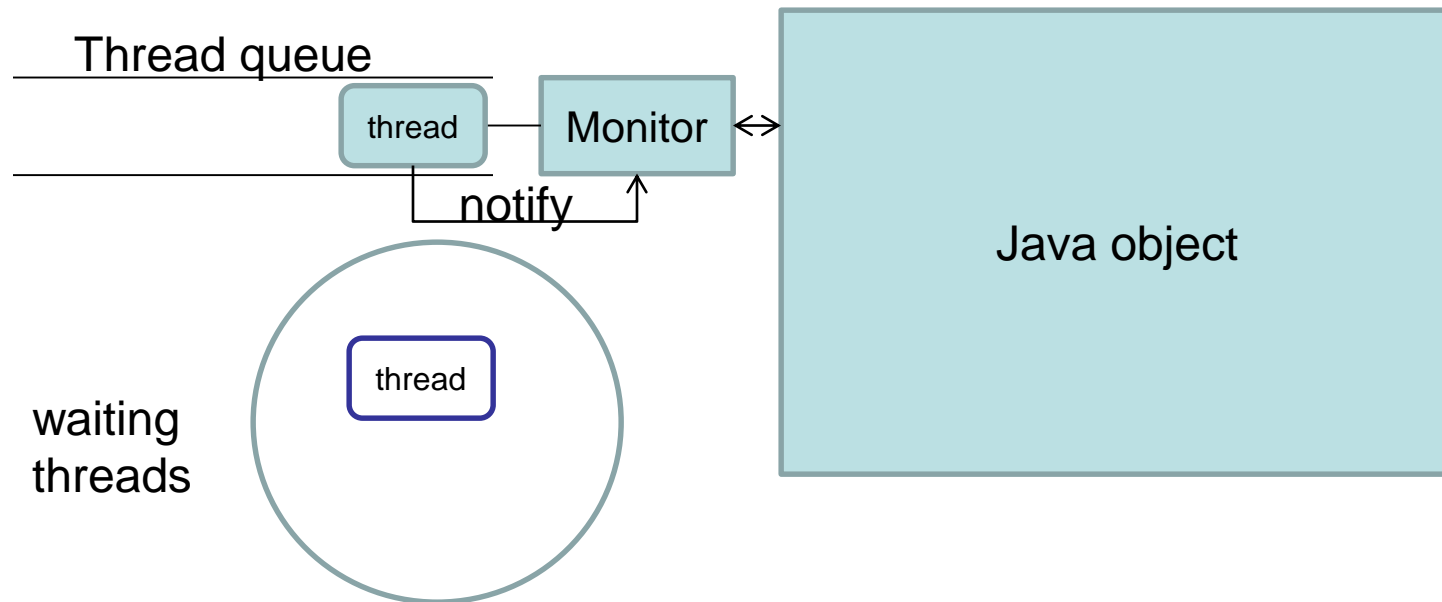 Thread queue
thread
Monitor
notify
Java object
thread
waiting
threads